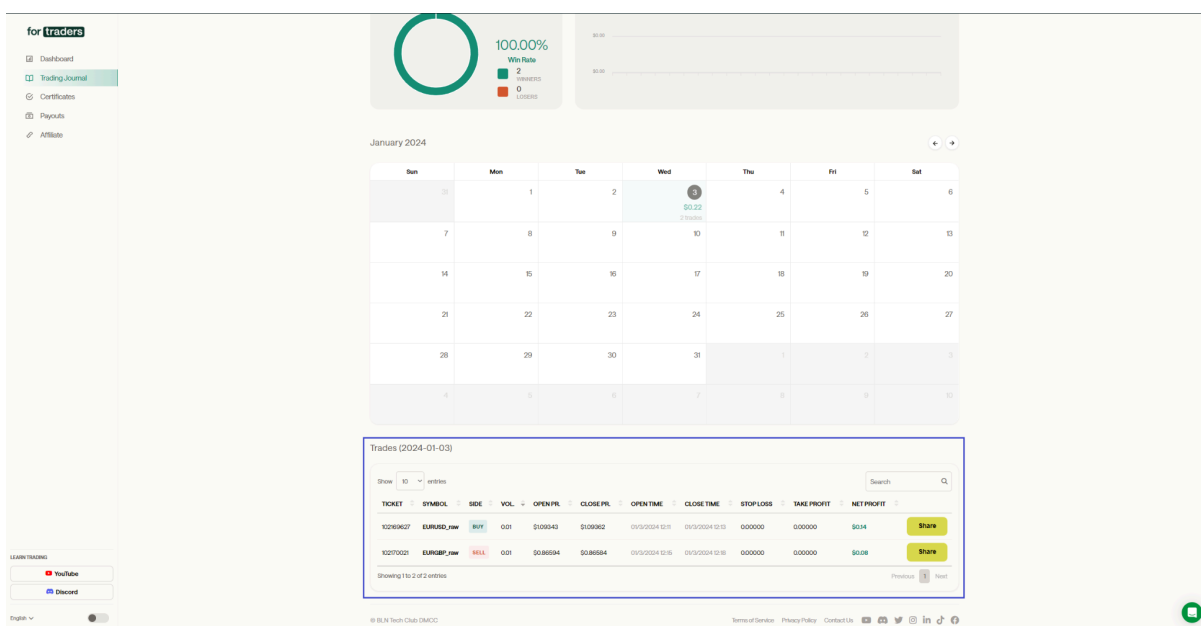 for traders
Dashboard
Trading Journal
Certificates
Payouts
Affiliate
100.00%
Win Rate
2
WINNERS
0
LOSERS
$0.00
$0.00
January 2024
Sun Mon Tue Wed Thu Fri Sat
31 1 2 3 4 5 6
$0.22
2 trades
7 8 9 10 11 12 13
14 15 16 17 18 19 20
21 22 23 24 25 26 27
28 29 30 31 1 2 3
4 5 6 7 8 9 10
Trades (2024-01-03)
Show 10 entries Search
TICKET SYMBOL SIDE VOL. OPEN PR. CLOSE PR. OPEN TIME CLOSE TIME STOP LOSS TAKE PROFIT NET PROFIT
102169627 EURUSD_raw BUY 0.01 $1.09343 $1.09362 01/3/2024 12:11 01/3/2024 12:13 0.00000 0.00000 $0.14 Share
102170021 EURGBP_raw SELL 0.01 $0.86594 $0.86584 01/3/2024 12:15 01/3/2024 12:18 0.00000 0.00000 $0.08 Share
Showing 1 to 2 of 2 entries Previous 1 Next
LEARN TRADING
YouTube
Discord
English
© BLN Tech Club DMCC Terms of Service Privacy Policy Contact Us